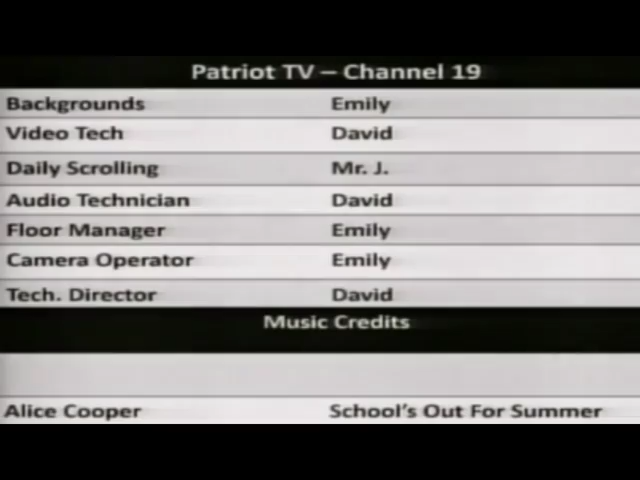 Patriot TV – Channel 19
Backgrounds Emily
Video Tech David
Daily Scrolling Mr. J.
Audio Technician David
Floor Manager Emily
Camera Operator Emily
Tech. Director David
Music Credits
Alice Cooper School's Out For Summer